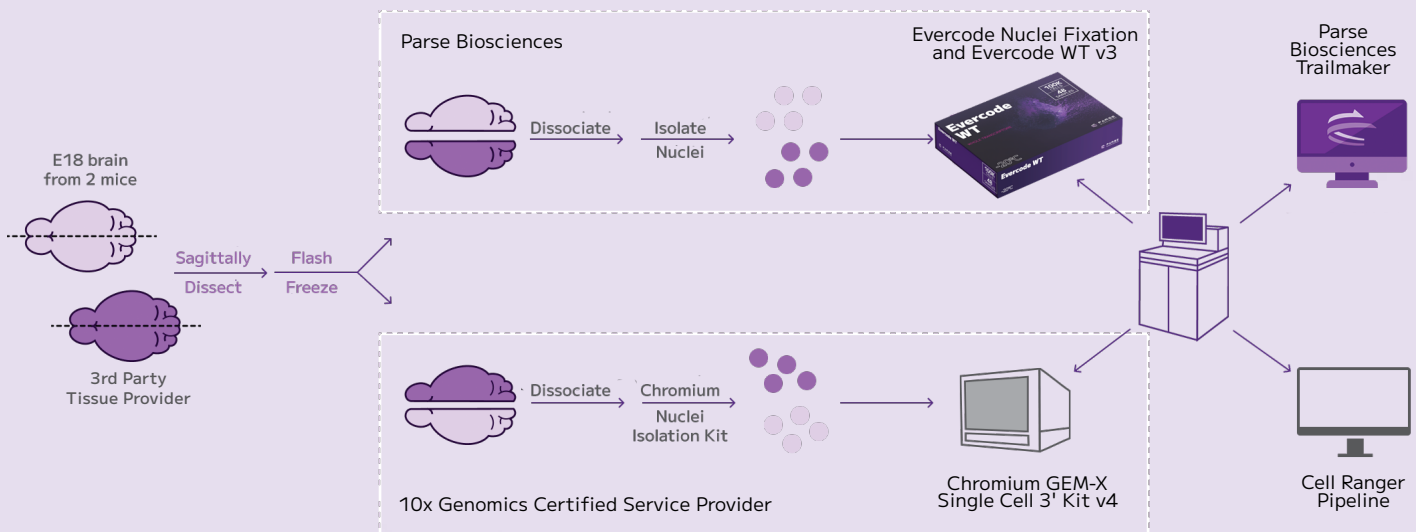 E18 brain
from 2 mice
3rd Party
Tissue Provider
Sagittally
Dissect
Flash
Freeze
Parse Biosciences
Dissociate
Isolate
Nuclei
Evercode Nuclei Fixation
and Evercode WT v3
Evercode
WT
100K
48
Evercode WT
Parse
Biosciences
Trailmaker
Dissociate
Chromium
Nuclei
Isolation Kit
10x Genomics Certified Service Provider
Chromium GEM-X
Single Cell 3' Kit v4
Cell Ranger
Pipeline